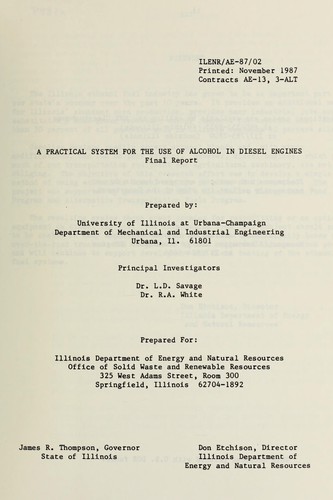 ILENR/AE-87/02
Printed: November 1987
Contracts AE-13, 3-ALT
A PRACTICAL SYSTEM FOR THE USE OF ALCOHOL IN DIESEL ENGINES
Final Report
Prepared by:
University of Illinois at Urbana-Champaign
Department of Mechanical and Industrial Engineering
Urbana, Il. 61801
Principal Investigators
Dr. L.D. Savage
Dr. R.A. White
Prepared For:
Illinois Department of Energy and Natural Resources
Office of Solid Waste and Renewable Resources
325 West Adams Street, Room 300
Springfield, Illinois 62704-1892
James R. Thompson, Governor
State of Illinois
Don Etchison, Director
Illinois Department of
Energy and Natural Resources